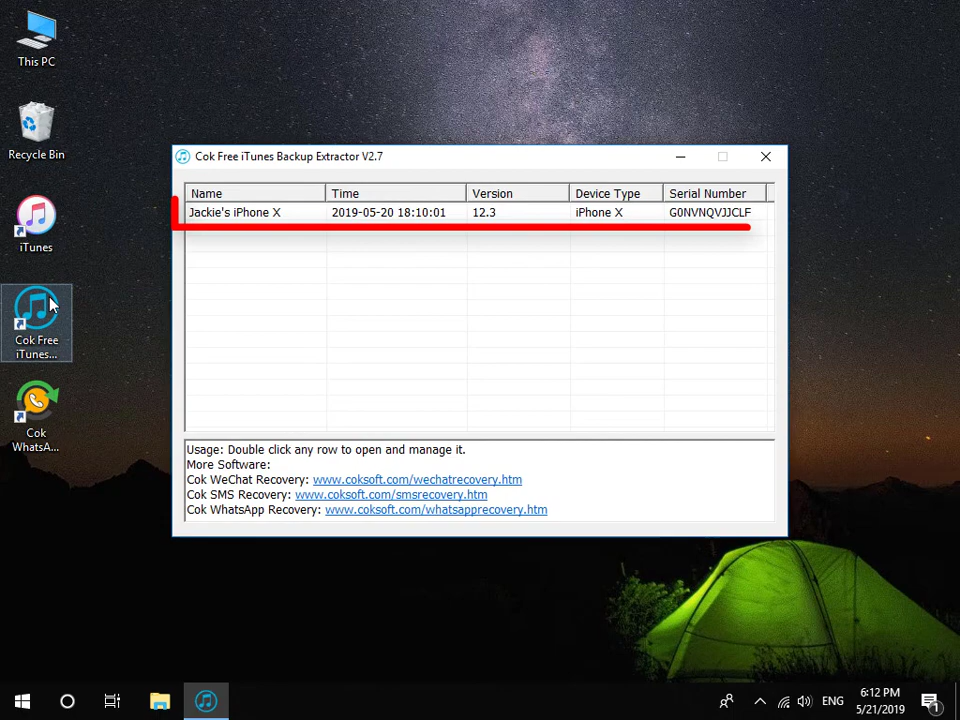 This PC
Recycle Bin
iTunes
Cok Free
iTunes...
Cok
WhatsA...
Cok Free iTunes Backup Extractor V2.7
Name Time Version Device Type Serial Number
Jackie's iPhone X 2019-05-20 18:10:01 12.3 iPhone X G0NVNQVJJCLF
Usage: Double click any row to open and manage it.
More Software:
Cok WeChat Recovery: www.coksoft.com/wechatrecovery.htm
Cok SMS Recovery: www.coksoft.com/smsrecovery.htm
Cok WhatsApp Recovery: www.coksoft.com/whatsapprecovery.htm
ENG
6:12 PM
5/21/2019
1